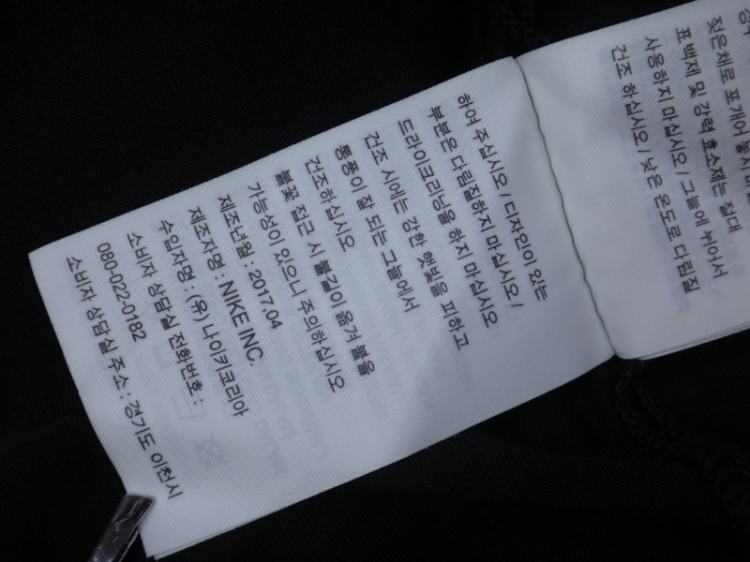 젖은채로 포개어 놓지
표백제 및 강력 효소제는 절대
사용하지 마십시오 / 그늘에 뉘어서
건조 하십시오 / 낮은 온도로 다림질
하여 주십시오 / 디자인이 있는
부분은 다림질하지 마십시오 /
드라이크리닝을 하지 마십시오
건조 시에는 강한 햇빛을 피하고
통풍이 잘 되는 그늘에서
건조하십시오
불꽃 접근 시 불길이 옮겨 붙을
가능성이 있으니 주의하십시오
제조년월 : 2017.04
제조자명 : NIKE INC.
수입자명 : (유) 나이키코리아
소비자 상담실 전화번호 :
080-022-0182
소비자 상담실 주소 : 경기도 이천시